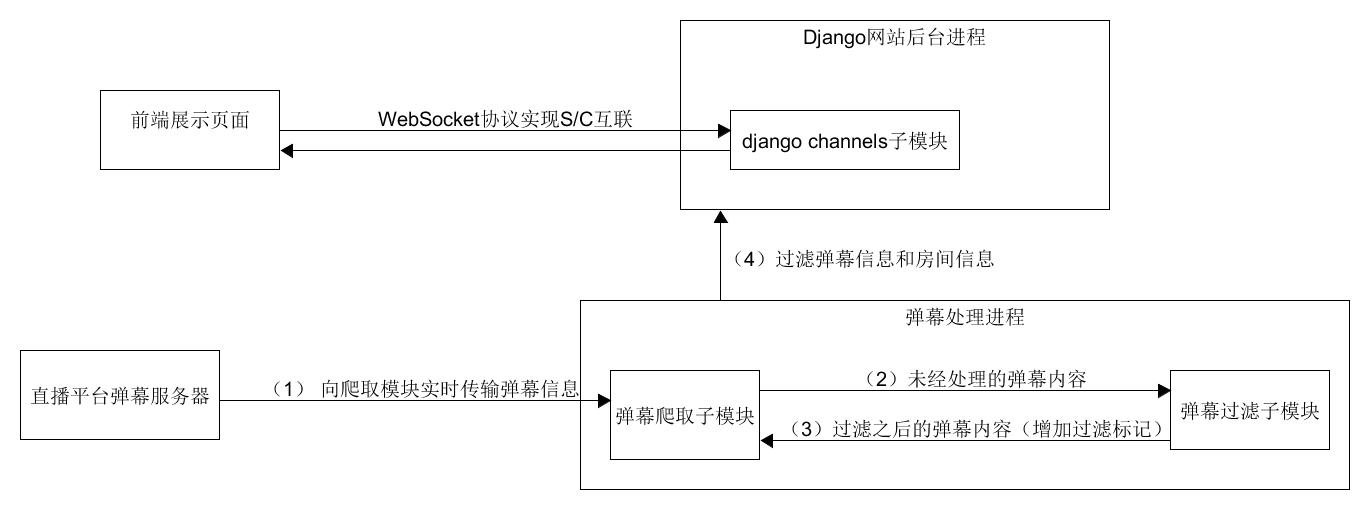 Django网站后台进程
前端展示页面
WebSocket协议实现S/C互联
django channels子模块
（4）过滤弹幕信息和房间信息
弹幕处理进程
直播平台弹幕服务器
（1） 向爬取模块实时传输弹幕信息
弹幕爬取子模块
（2）未经处理的弹幕内容
（3）过滤之后的弹幕内容（增加过滤标记）
弹幕过滤子模块